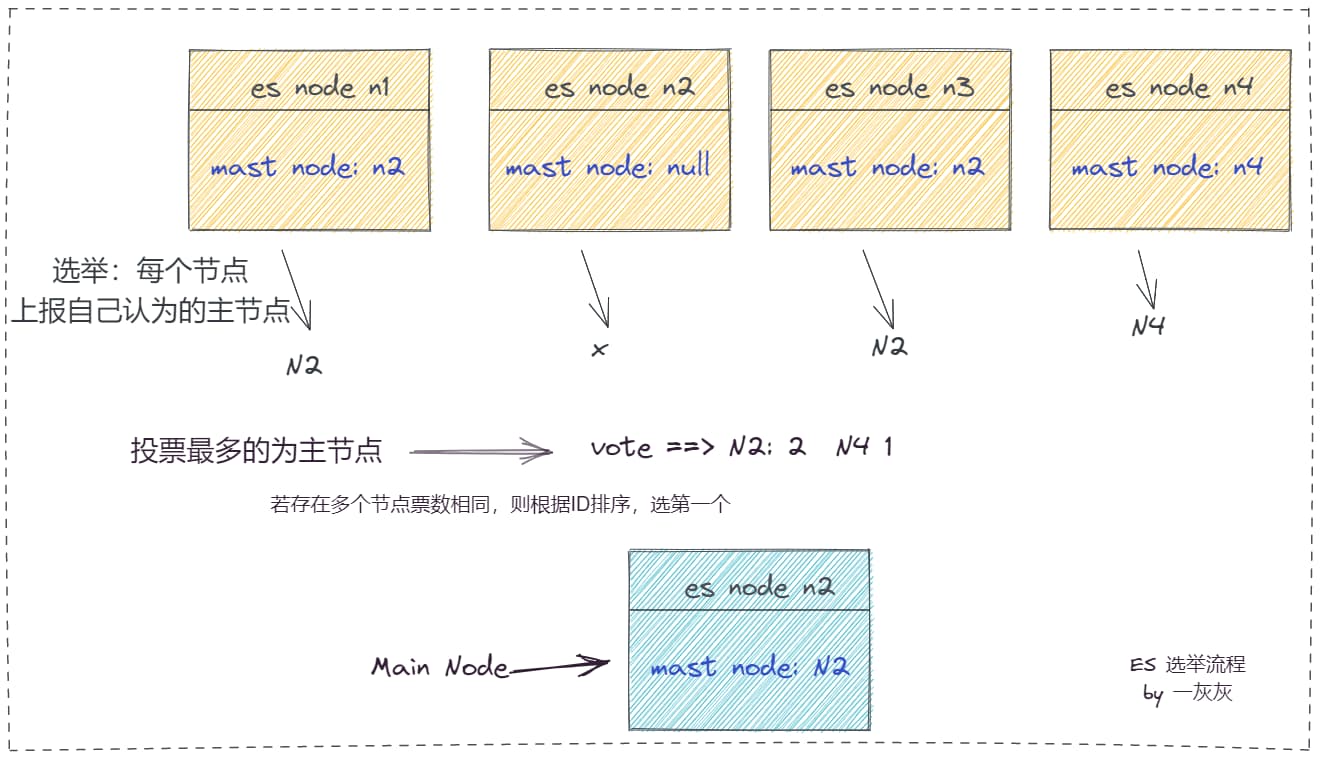 es node n1
es node n2
es node n3
es node n4
mast node: n2
mast node: null
mast node: n2
mast node: n4
选举：每个节点
上报自己认为的主节点
N2
x
N2
N4
投票最多的为主节点
vote ==> N2: 2 N4 1
若存在多个节点票数相同，则根据ID排序，选第一个
es node n2
Main Node
mast node: N2
ES 选举流程
by 一灰灰